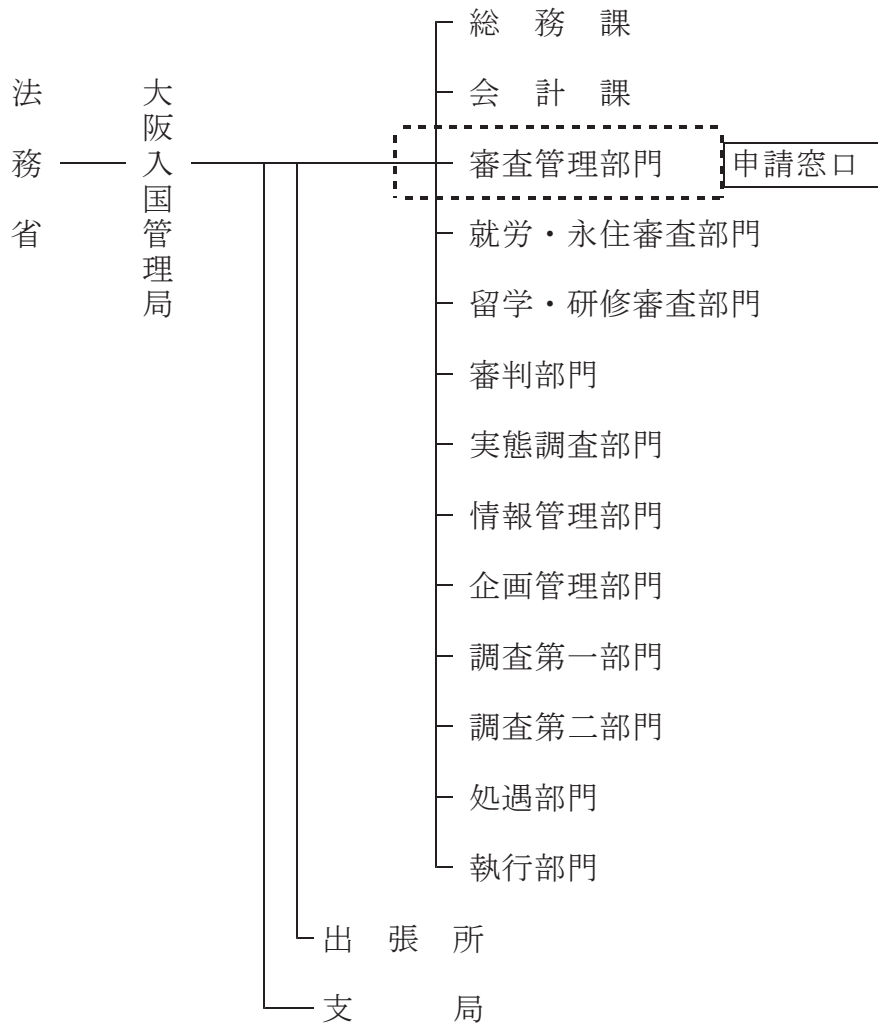 法務省
大阪入国管理局
総務課
会計課
審査管理部門
申請窓口
就労・永住審査部門
留学・研修審査部門
審判部門
実態調査部門
情報管理部門
企画管理部門
調査第一部門
調査第二部門
処遇部門
執行部門
出張所
支局